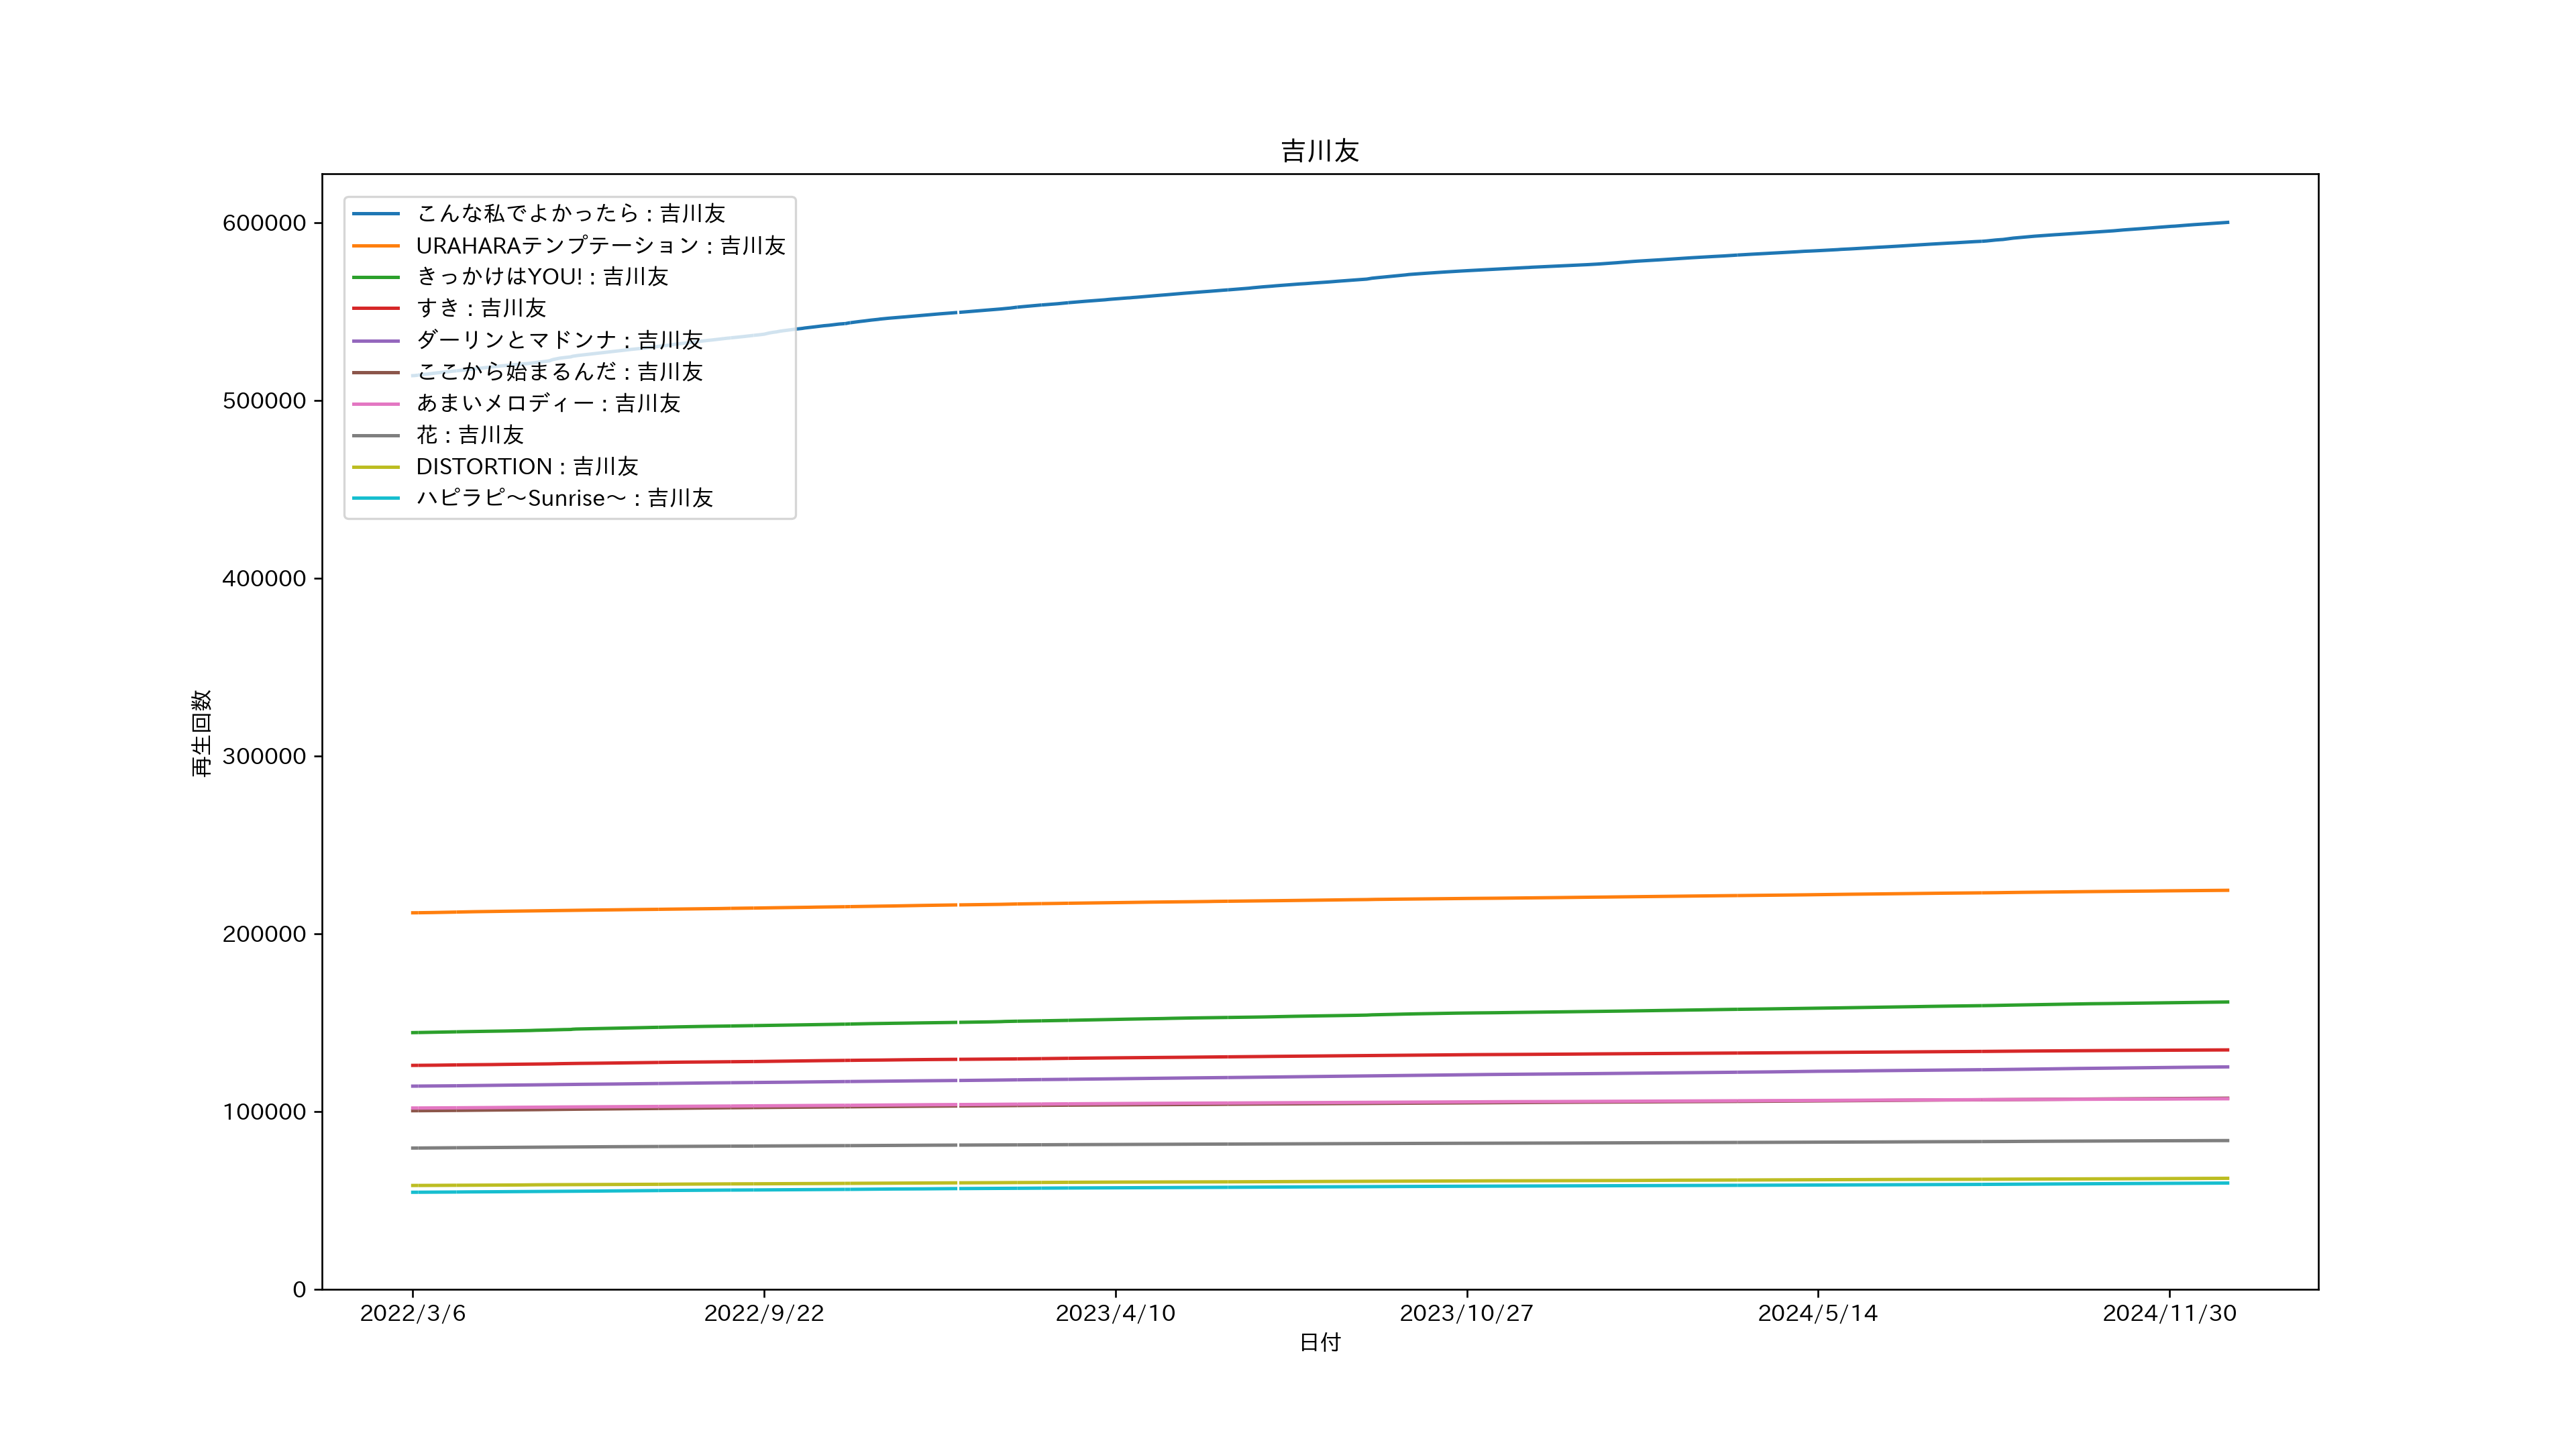 吉川友
こんな私でよかったら : 吉川友
URAHARAテンプテーション : 吉川友
きっかけはYOU! : 吉川友
すき : 吉川友
ダーリンとマドンナ : 吉川友
ここから始まるんだ : 吉川友
あまいメロディー : 吉川友
花 : 吉川友
DISTORTION : 吉川友
ハピラピ～Sunrise～ : 吉川友
600000
500000
400000
300000
200000
100000
0
再生回数
2022/3/6 2022/9/22 2023/4/10 2023/10/27 2024/5/14 2024/11/30
日付